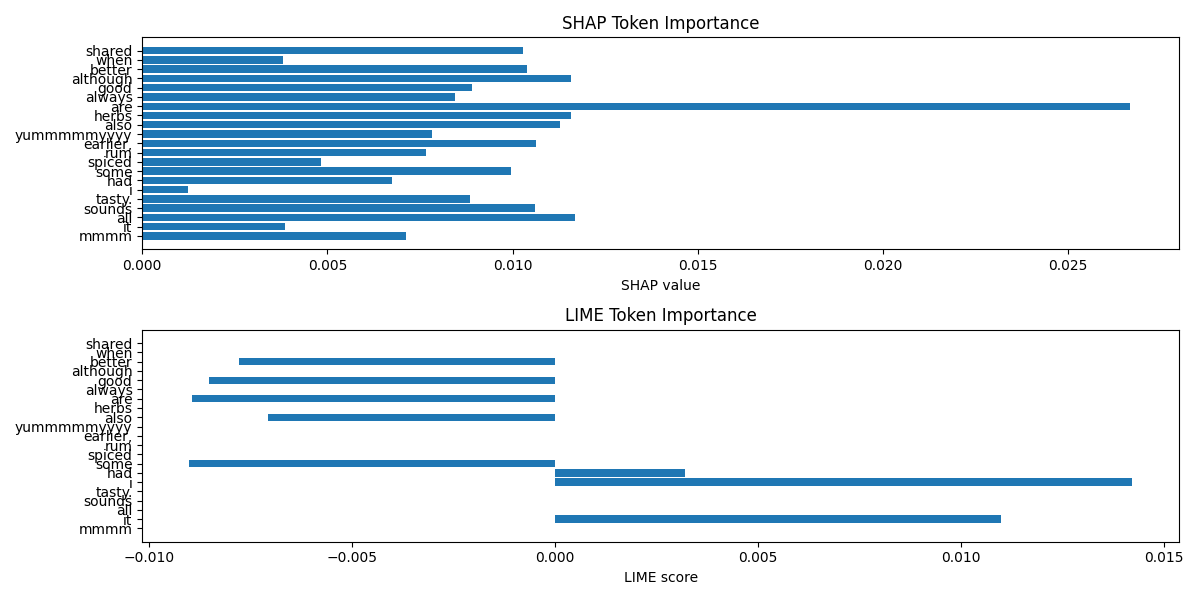 SHAP Token Importance
shared
when
better
although
good
always
are
herbs
also
yummmmmyyyy
earlier,
rum
spiced
some
had
i
tasty.
sounds
all
it
mmmm
0.000 0.005 0.010 0.015 0.020 0.025
SHAP value
LIME Token Importance
shared
when
better
although
good
always
are
herbs
also
yummmmmyyyy
earlier,
rum
spiced
some
had
i
tasty.
sounds
all
it
mmmm
−0.010 −0.005 0.000 0.005 0.010 0.015
LIME score